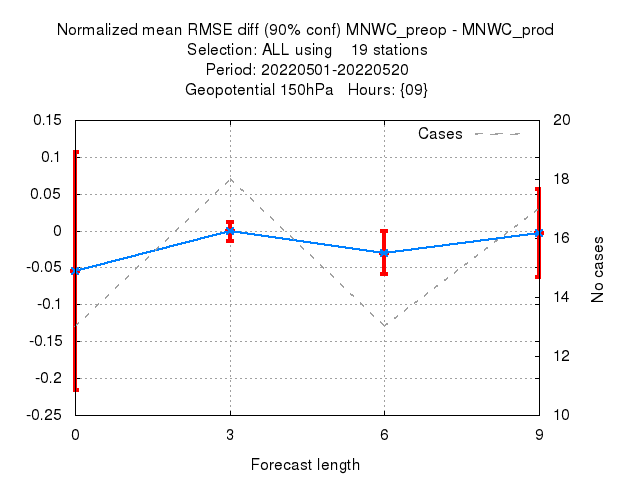 Normalized mean RMSE diff (90% conf) MNWC_preop - MNWC_prod
Selection: ALL using    19 stations
Period: 20220501-20220520
Geopotential 150hPa   Hours: {09}
Cases
0.15
0.1
0.05
0
-0.05
-0.1
-0.15
-0.2
-0.25
20
18
16
14
12
10
No cases
0 3 6 9
Forecast length